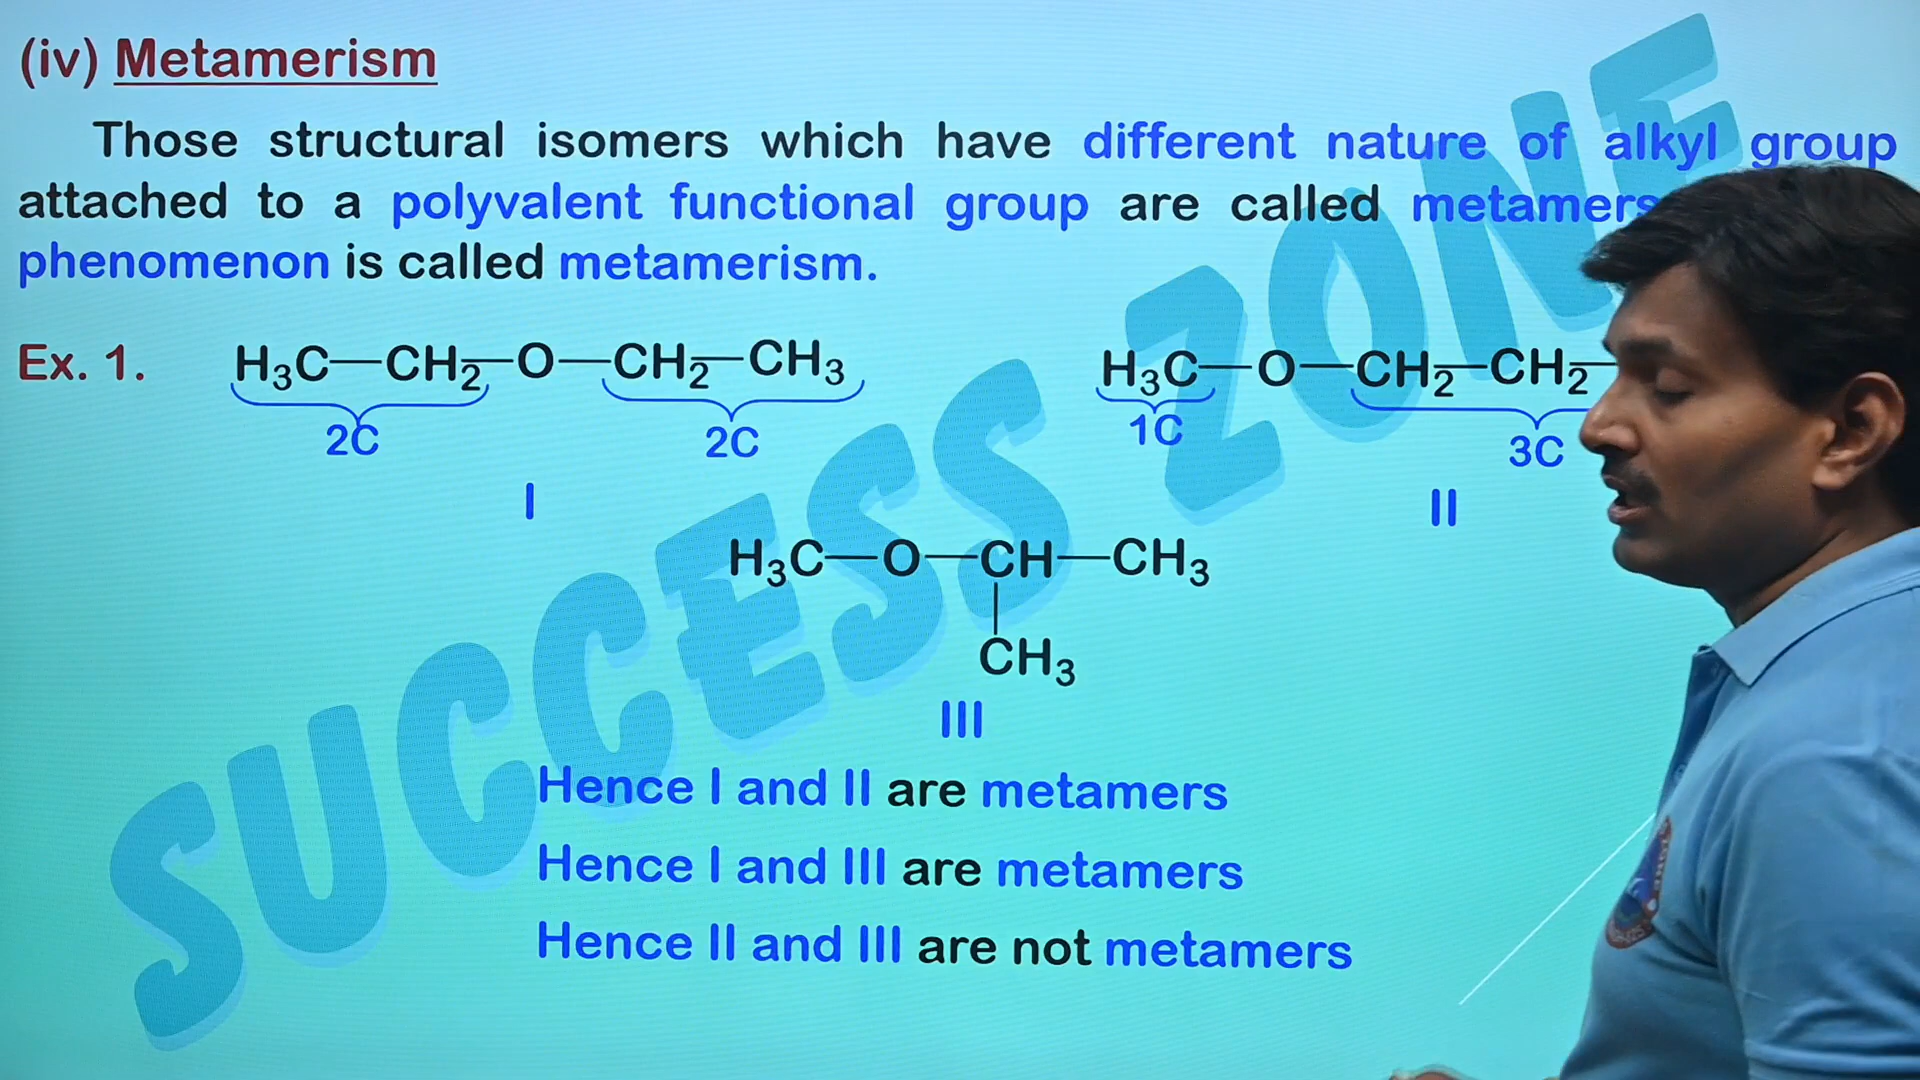 (iv) Metamerism
Those structural isomers which have different nature of alkyl group
attached to a polyvalent functional group are called metamers
phenomenon is called metamerism.
Ex. 1. H₃C—CH₂—O—CH₂—CH₃ H₃C—O—CH₂—CH₂—
2C 2C 1C 3C
I II
H₃C—O—CH—CH₃
|
CH₃
III
Hence I and II are metamers
Hence I and III are metamers
Hence II and III are not metamers
SUCCESS ZONE